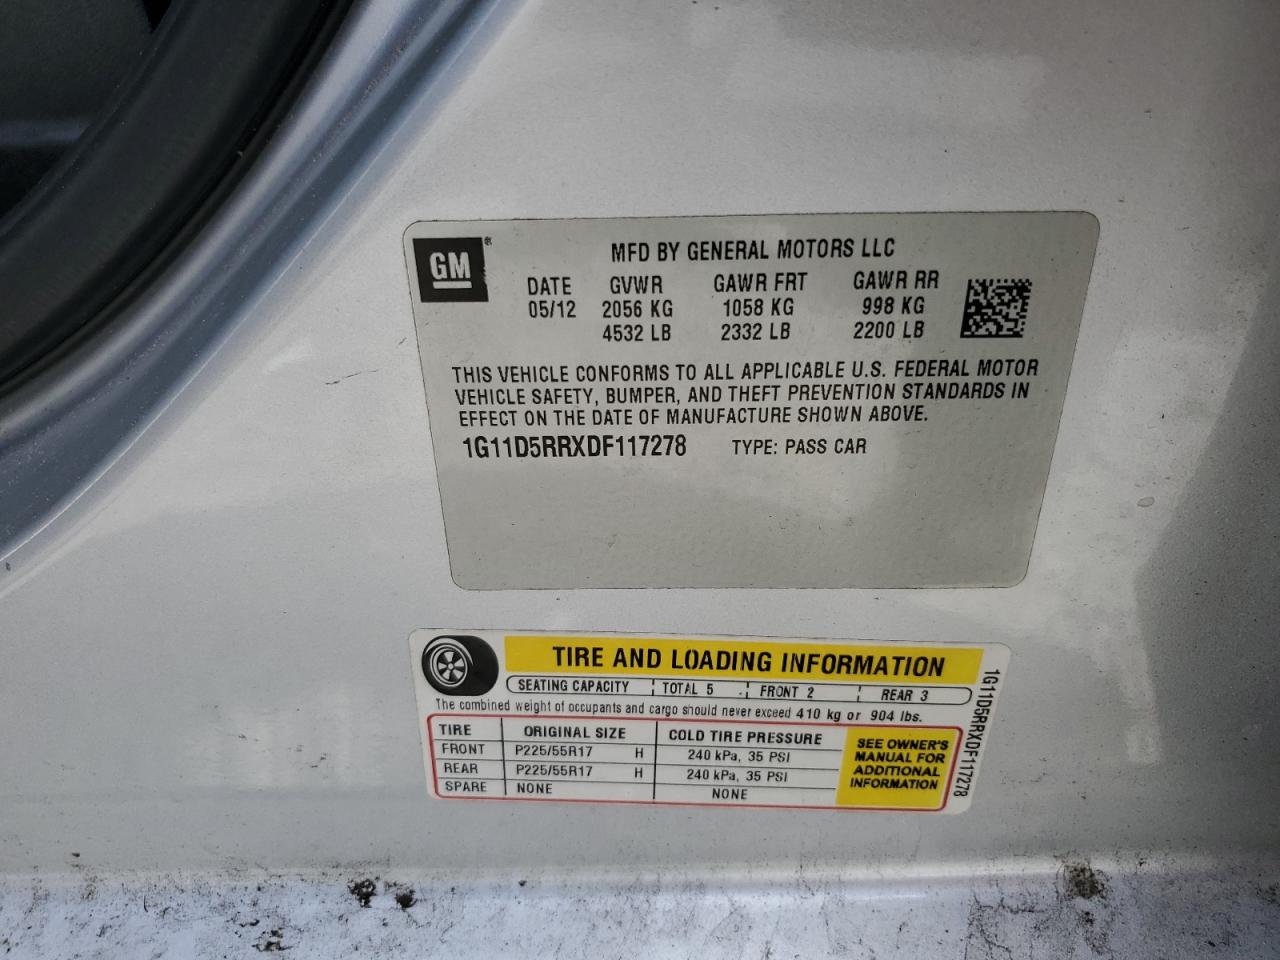 GM®
MFD BY GENERAL MOTORS LLC
DATE GVWR GAWR FRT GAWR RR
05/12 2056 KG 1058 KG 998 KG
4532 LB 2332 LB 2200 LB
THIS VEHICLE CONFORMS TO ALL APPLICABLE U.S. FEDERAL MOTOR
VEHICLE SAFETY, BUMPER, AND THEFT PREVENTION STANDARDS IN
EFFECT ON THE DATE OF MANUFACTURE SHOWN ABOVE.
1G11D5RRXDF117278 TYPE: PASS CAR
TIRE AND LOADING INFORMATION
SEATING CAPACITY TOTAL 5 FRONT 2 REAR 3
The combined weight of occupants and cargo should never exceed 410 kg or 904 lbs.
TIRE ORIGINAL SIZE COLD TIRE PRESSURE
FRONT P225/55R17 H 240 kPa, 35 PSI
REAR P225/55R17 H 240 kPa, 35 PSI
SPARE NONE NONE
SEE OWNER'S
MANUAL FOR
ADDITIONAL
INFORMATION
1G11D5RRXDF117278